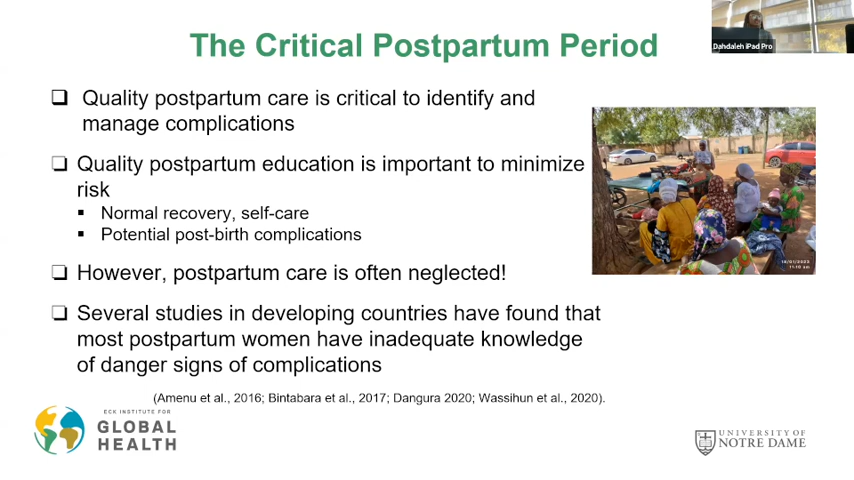 The Critical Postpartum Period
Dahdaleh iPad Pro
❑ Quality postpartum care is critical to identify and
manage complications
❑ Quality postpartum education is important to minimize
risk
▪ Normal recovery, self-care
▪ Potential post-birth complications
❑ However, postpartum care is often neglected!
❑ Several studies in developing countries have found that
most postpartum women have inadequate knowledge
of danger signs of complications
(Amenu et al., 2016; Bintabara et al., 2017; Dangura 2020; Wassihun et al., 2020).
ECK INSTITUTE FOR
GLOBAL
HEALTH
UNIVERSITY OF
NOTRE DAME